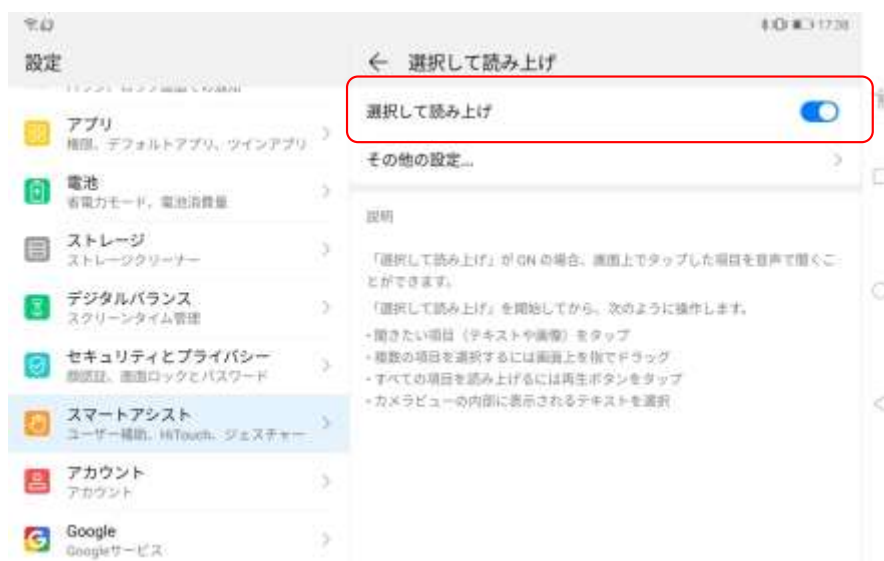 17:38
設定
アプリ
権限、デフォルトアプリ、ツインアプリ
電池
省電力モード、電池消費量
ストレージ
ストレージクリーナー
デジタルバランス
スクリーンタイム管理
セキュリティとプライバシー
顔認証、画面ロックとパスワード
スマートアシスト
ユーザー補助、HiTouch、ジェスチャー
アカウント
アカウント
Google
Googleサービス
← 選択して読み上げ
選択して読み上げ
その他の設定...
説明
「選択して読み上げ」が ON の場合、画面上でタップした項目を音声で聞くこ
とができます。
「選択して読み上げ」を開始してから、次のように操作します。
・聞きたい項目（テキストや画像）をタップ
・複数の項目を選択するには画面上を指でドラッグ
・すべての項目を読み上げるには再生ボタンをタップ
・カメラビューの内部に表示されるテキストを選択